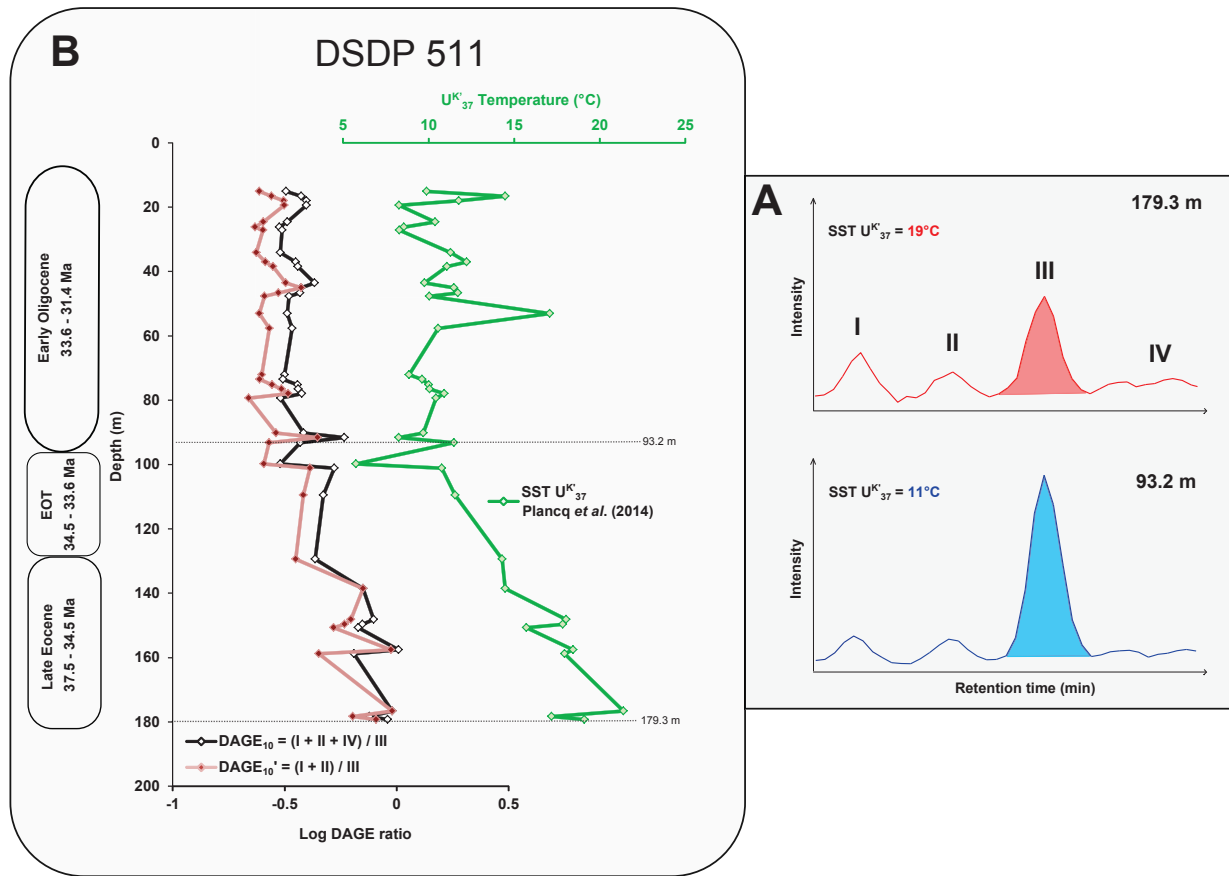 B
DSDP 511
U^K'_37 Temperature (°C)
5 10 15 20 25
0
20
40
60
80
100
120
140
160
180
200
Depth (m)
Early Oligocene
33.6 - 31.4 Ma
EOT
34.5 - 33.6 Ma
Late Eocene
37.5 - 34.5 Ma
93.2 m
SST U^K'_37
Plancq et al. (2014)
179.3 m
DAGE₁₀ = (I + II + IV) / III
DAGE₁₀' = (I + II) / III
-1 -0.5 0 0.5
Log DAGE ratio
A
179.3 m
SST U^K'_37 = 19°C
Intensity
I
II
III
IV
93.2 m
SST U^K'_37 = 11°C
Intensity
Retention time (min)